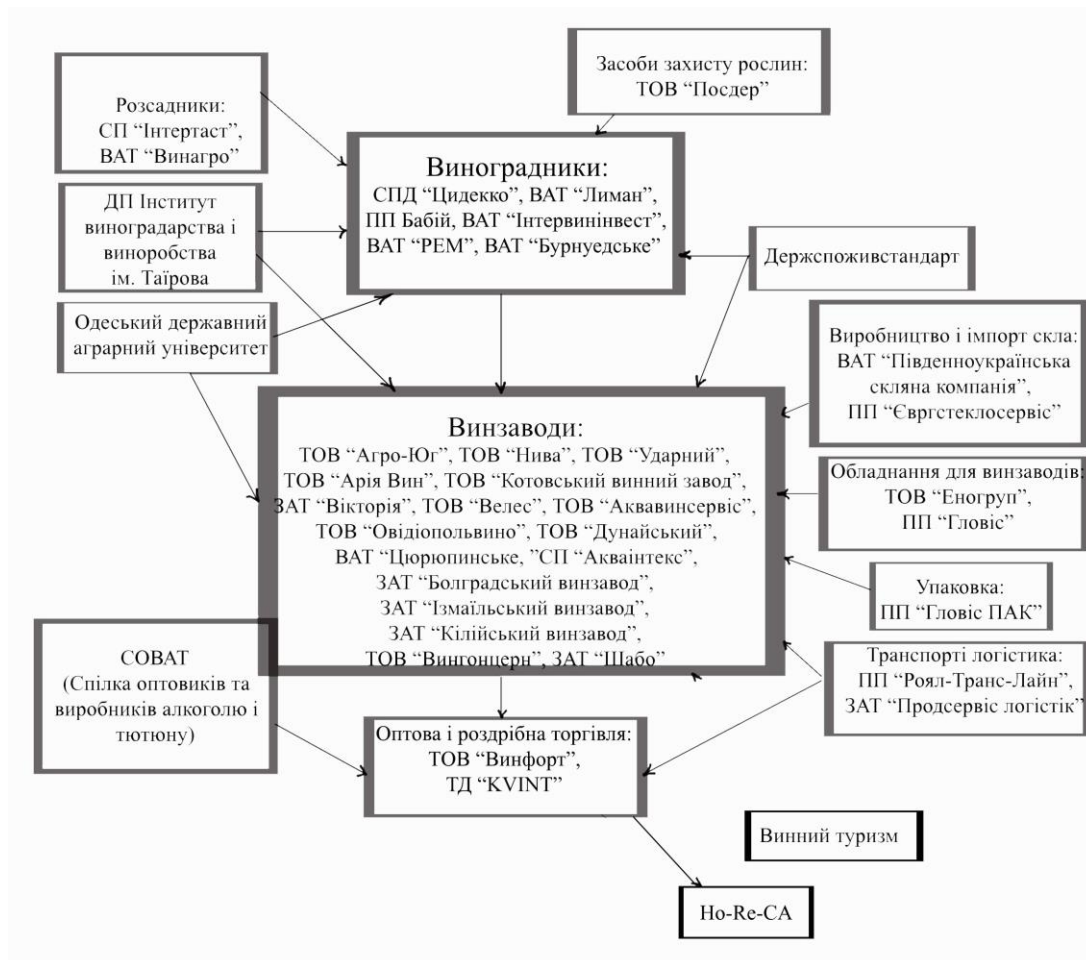 Засоби захисту рослин:
ТОВ “Посдер”
Розсадники:
СП “Інтертаст”,
ВАТ “Винагро”
Виноградники:
СПД “Цидекко”, ВАТ “Лиман”,
ПП Бабій, ВАТ “Інтервинінвест”,
ВАТ “РЕМ”, ВАТ “Бурнуедське”
ДП Інститут
виноградарства і
виноробства
ім. Таїрова
Держспоживстандарт
Одеський державний
аграрний університет
Виробництво і імпорт скла:
ВАТ “Південноукраїнська
скляна компанія”,
ПП “Євргстеклосервіс”
Винзаводи:
ТОВ “Агро-Юг”, ТОВ “Нива”, ТОВ “Ударний”,
ТОВ “Арія Вин”, ТОВ “Котовський винний завод”,
ЗАТ “Вікторія”, ТОВ “Велес”, ТОВ “Аквавинсервіс”,
ТОВ “Овідіопольвино”, ТОВ “Дунайський”,
ВАТ “Цюрюпинське, ”СП “Акваінтекс”,
ЗАТ “Болградський винзавод”,
ЗАТ “Ізмаїльський винзавод”,
ЗАТ “Кілійський винзавод”,
ТОВ “Вингонцерн”, ЗАТ “Шабо”
Обладнання для винзаводів:
ТОВ “Еногруп”,
ПП “Гловіс”
Упаковка:
ПП “Гловіс ПАК”
СОВАТ
(Спілка оптовиків та
виробників алкоголю і
тютюну)
Транспорті логістика:
ПП “Роял-Транс-Лайн”,
ЗАТ “Продсервіс логістік”
Оптова і роздрібна торгівля:
ТОВ “Винфорт”,
ТД “KVINT”
Винний туризм
Ho-Re-CA